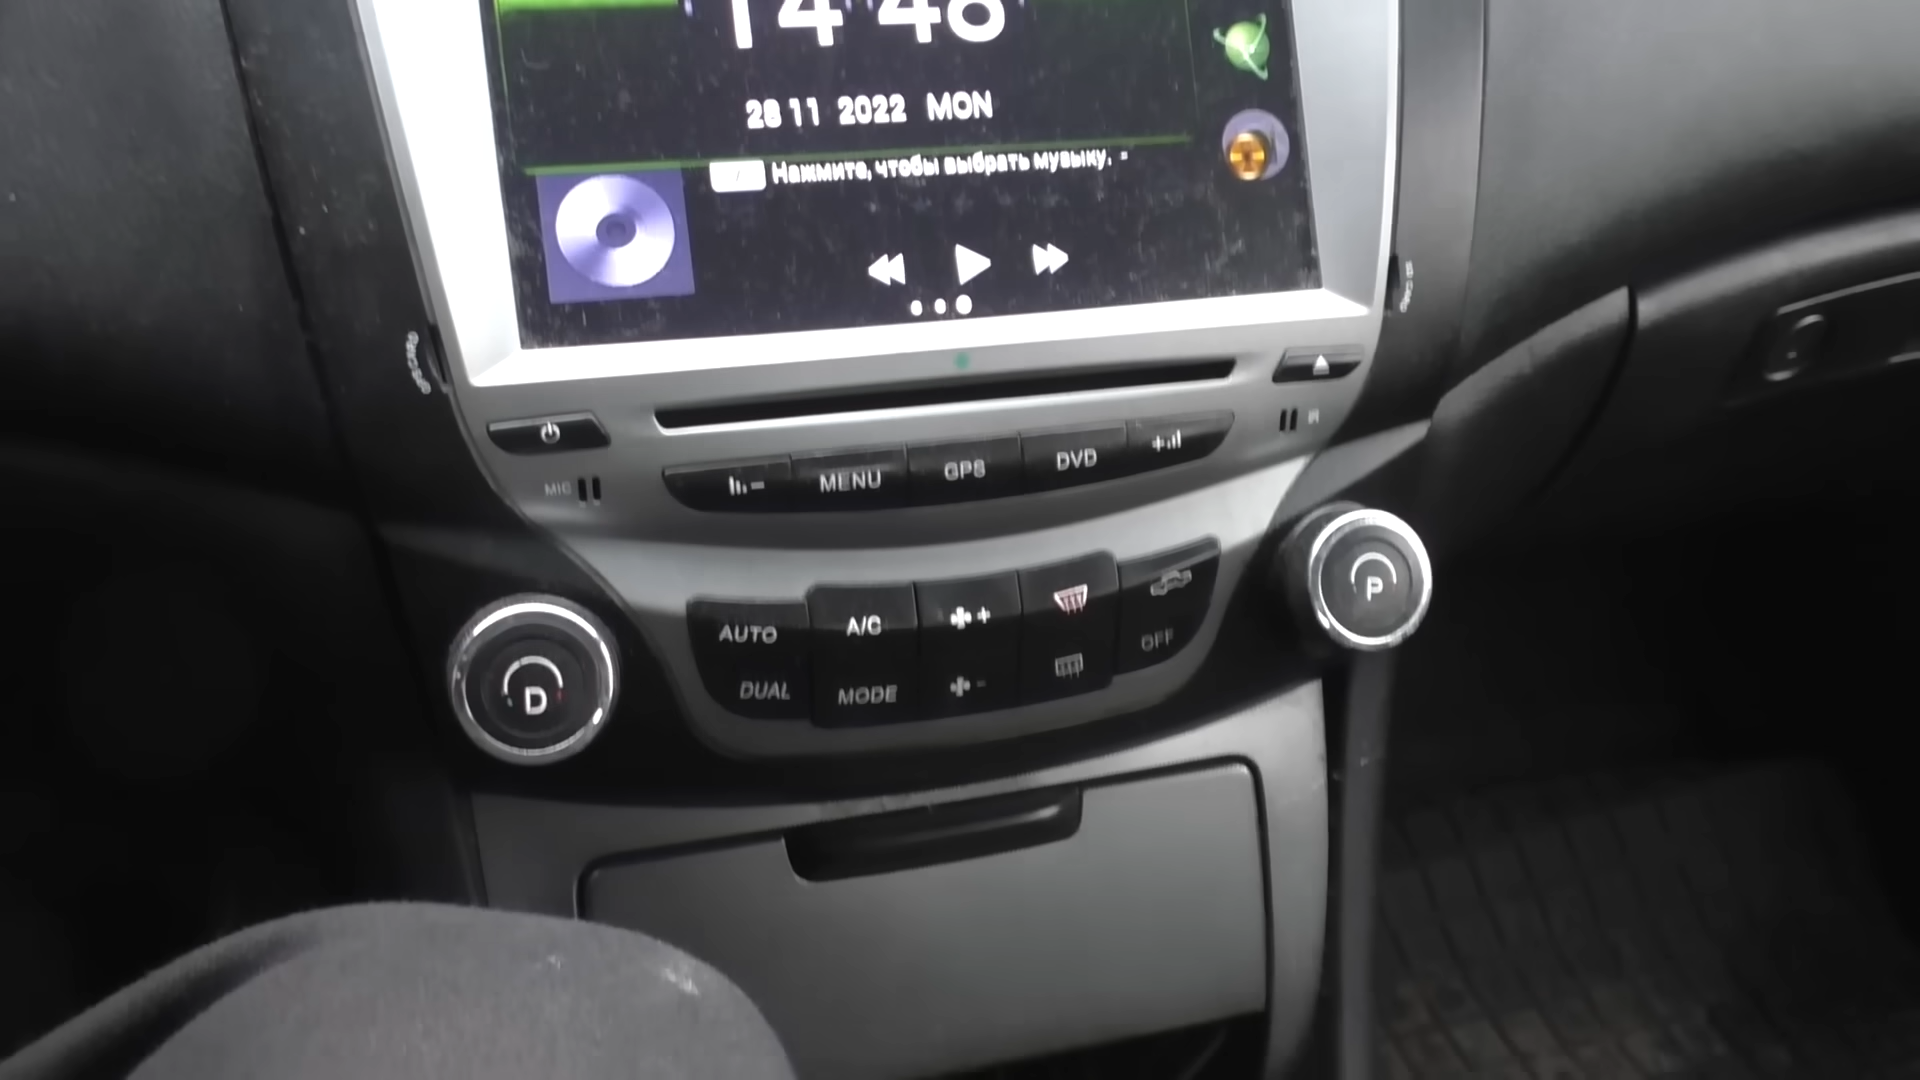 14 48
28 11 2022 MON
Нажмите, чтобы выбрать музыку.
MIC
MENU
GPS
DVD
AUTO
A/C
OFF
DUAL
MODE
D
P